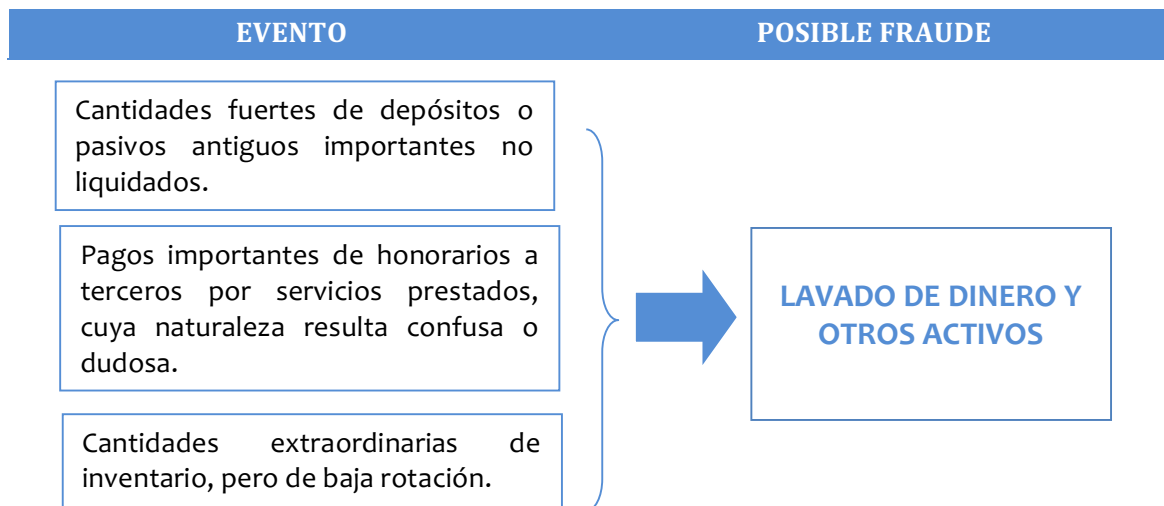 EVENTO POSIBLE FRAUDE
Cantidades fuertes de depósitos o
pasivos antiguos importantes no
liquidados.
Pagos importantes de honorarios a
terceros por servicios prestados,
cuya naturaleza resulta confusa o
dudosa.
LAVADO DE DINERO Y
OTROS ACTIVOS
Cantidades extraordinarias de
inventario, pero de baja rotación.